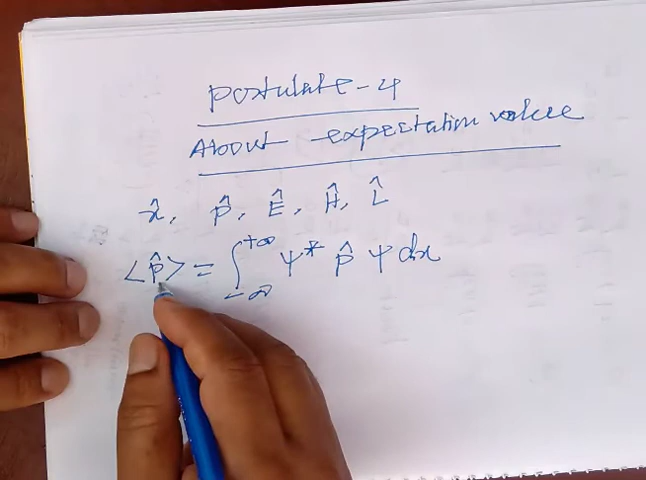 Postulate-4
About expectation value
x̂, p̂, Ê, Ĥ, L̂
<p̂> = ∫₋∞⁺∞ ψ* p̂ ψ dx